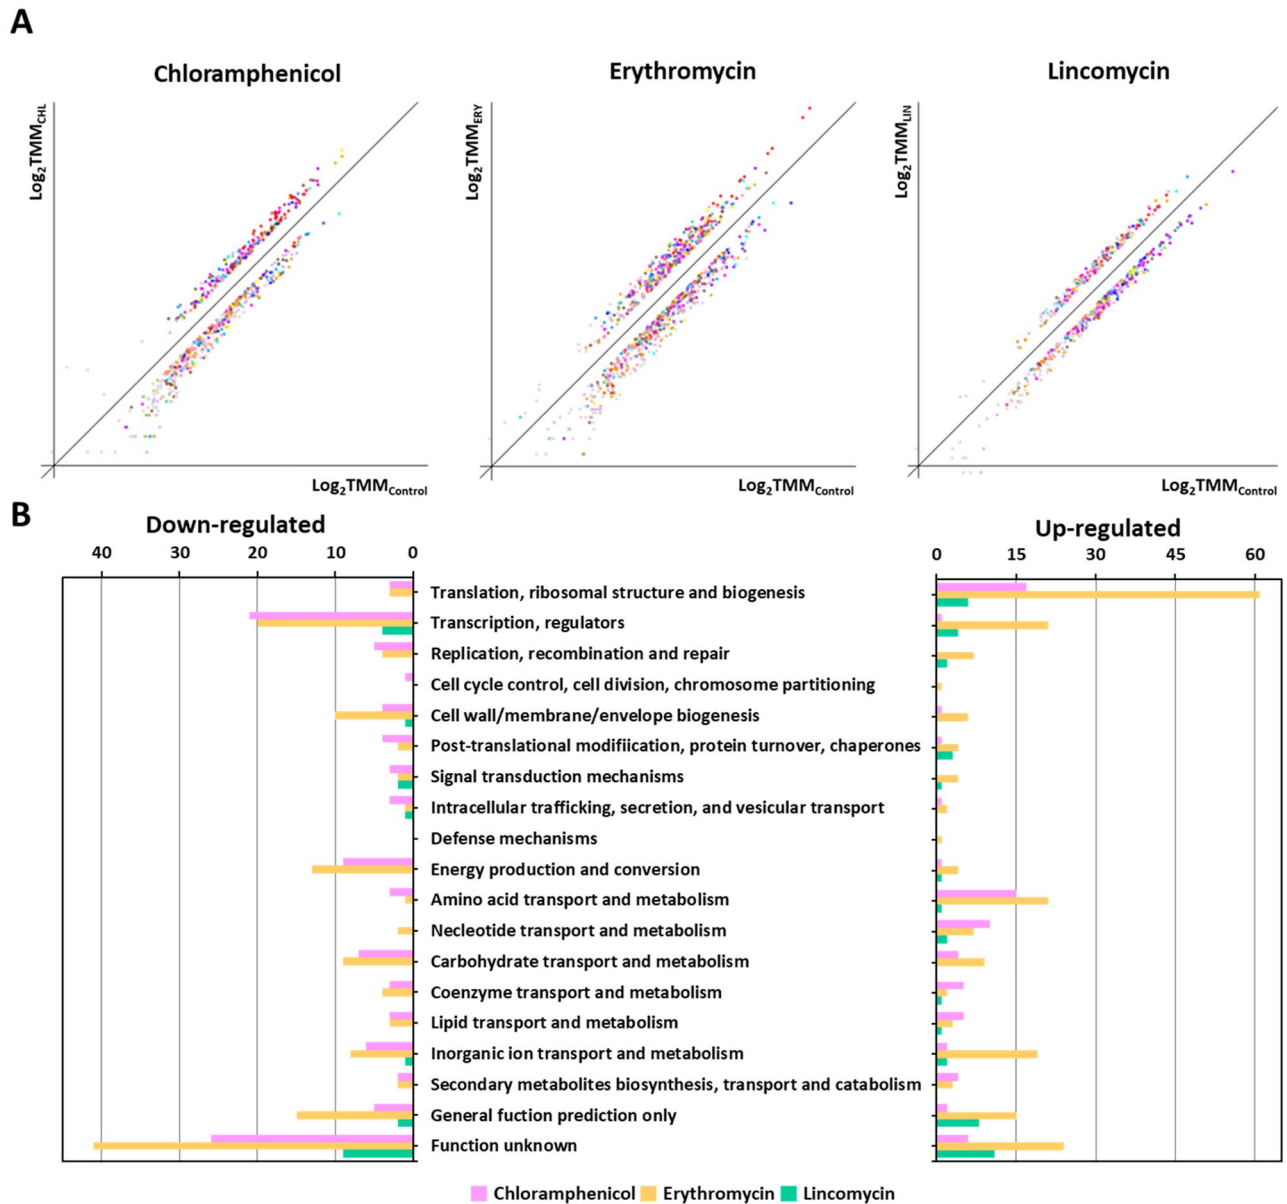 A
Chloramphenicol
Erythromycin
Lincomycin
Log2TMMCHL
Log2TMMERY
Log2TMMLIN
Log2TMMControl
Log2TMMControl
Log2TMMControl
B
Down-regulated
Up-regulated
40 30 20 10 0
0 15 30 45 60
Translation, ribosomal structure and biogenesis
Transcription, regulators
Replication, recombination and repair
Cell cycle control, cell division, chromosome partitioning
Cell wall/membrane/envelope biogenesis
Post-translational modifiication, protein turnover, chaperones
Signal transduction mechanisms
Intracellular trafficking, secretion, and vesicular transport
Defense mechanisms
Energy production and conversion
Amino acid transport and metabolism
Necleotide transport and metabolism
Carbohydrate transport and metabolism
Coenzyme transport and metabolism
Lipid transport and metabolism
Inorganic ion transport and metabolism
Secondary metabolites biosynthesis, transport and catabolism
General fuction prediction only
Function unknown
Chloramphenicol Erythromycin Lincomycin